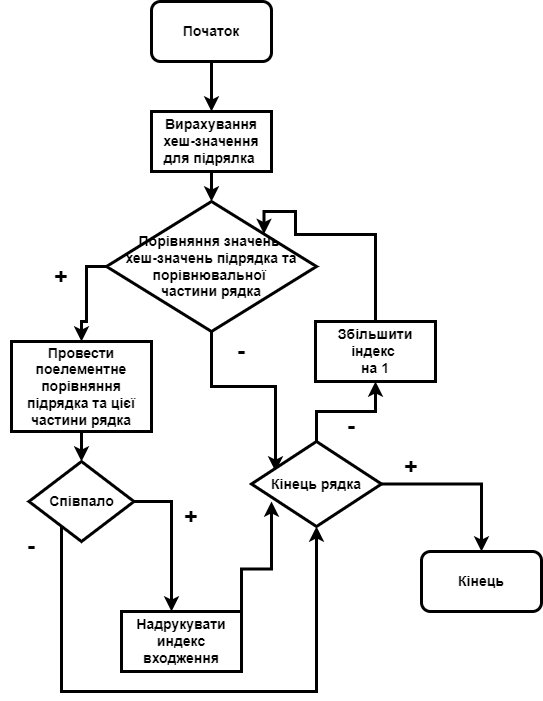 Початок
Вирахування
хеш-значення
для підрялка
Порівняння значень
хеш-значень підрядка та
порівнювальної
частини рядка
+
-
Збільшити
індекс
на 1
Провести
поелементне
порівняння
підрядка та цієї
частини рядка
-
Кінець рядка
+
Співпало
+
-
Надрукувати
индекс
входження
Кінець